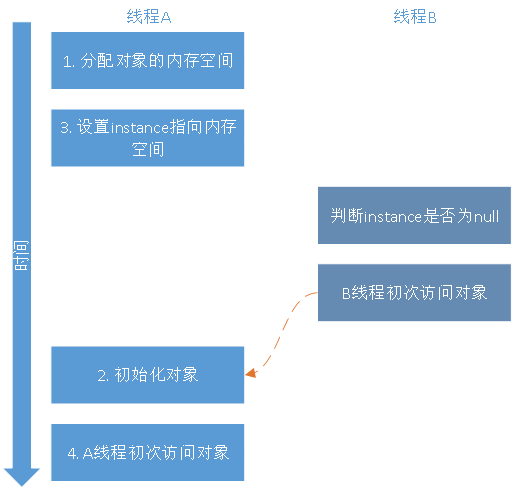 线程A
线程B
1. 分配对象的内存空间
3. 设置instance指向内存
空间
判断instance是否为null
时间
B线程初次访问对象
2. 初始化对象
4. A线程初次访问对象